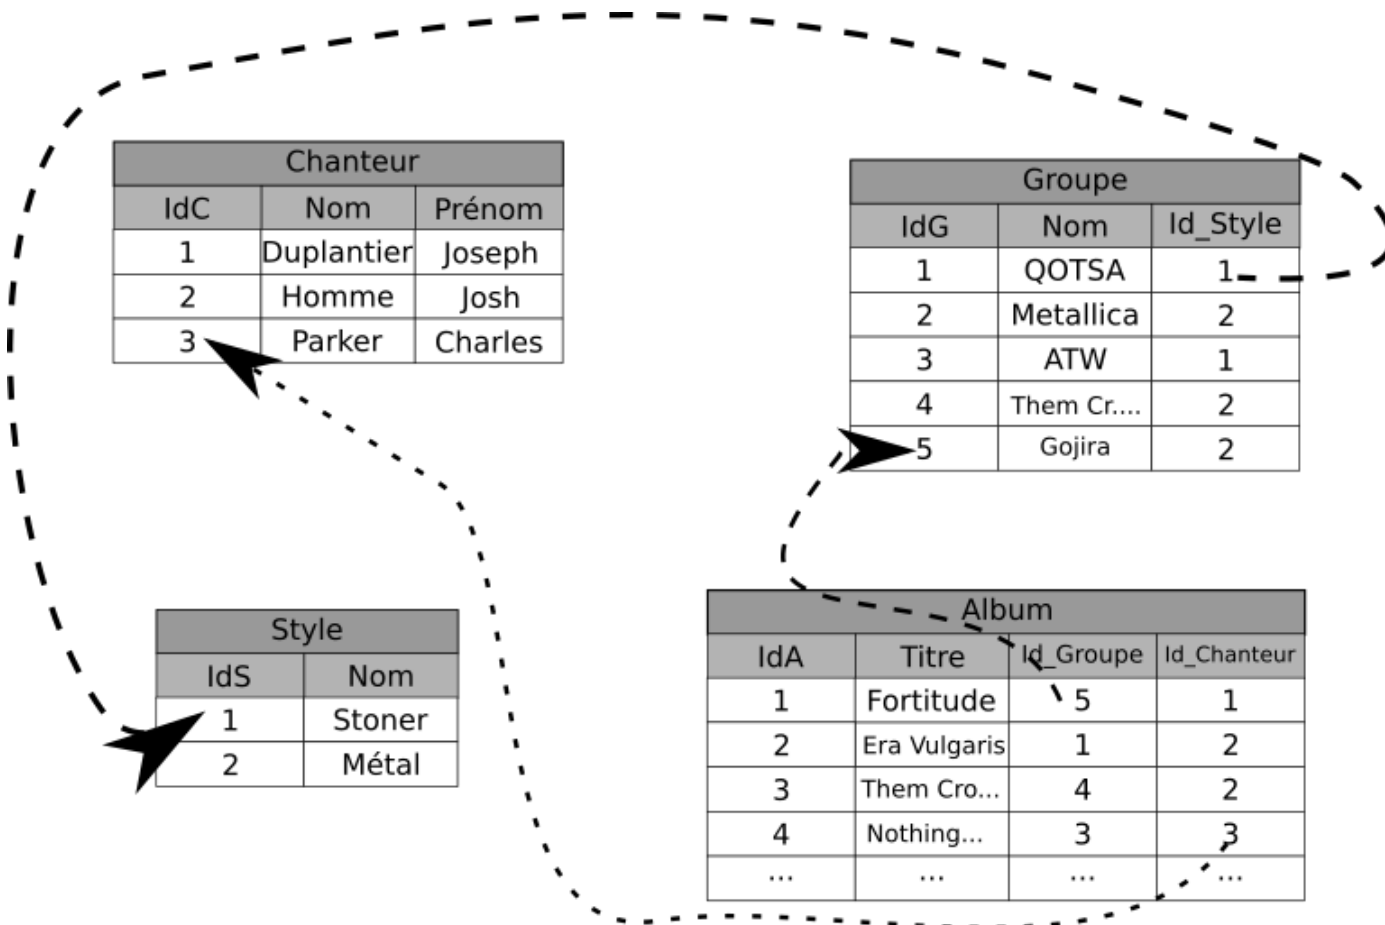 Chanteur
IdC Nom Prénom
1 Duplantier Joseph
2 Homme Josh
3 Parker Charles
Groupe
IdG Nom Id_Style
1 QOTSA 1
2 Metallica 2
3 ATW 1
4 Them Cr.... 2
5 Gojira 2
Style
IdS Nom
1 Stoner
2 Métal
Album
IdA Titre Id_Groupe Id_Chanteur
1 Fortitude 5 1
2 Era Vulgaris 1 2
3 Them Cro... 4 2
4 Nothing... 3 3
... ... ... ...